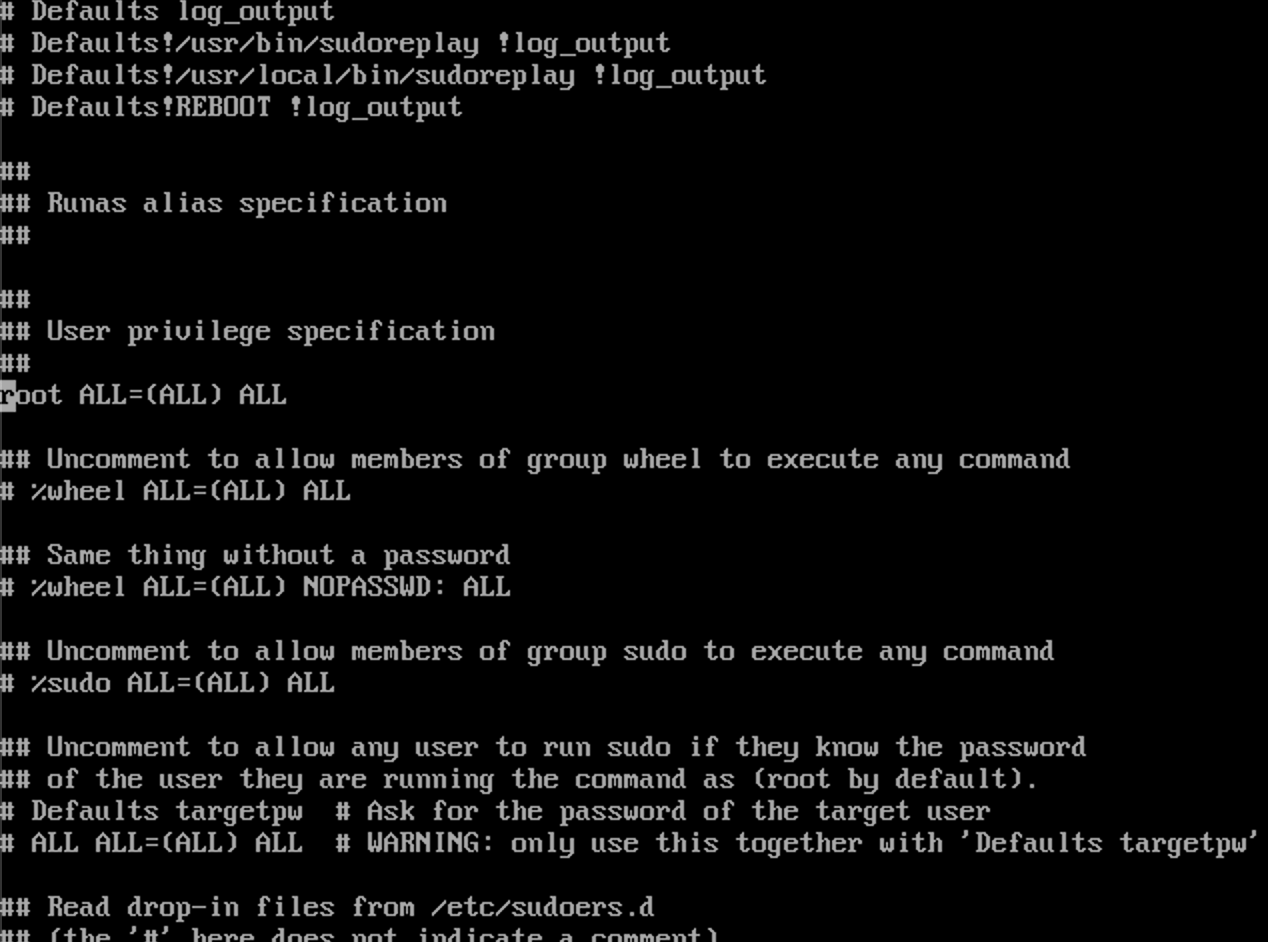 # Defaults log_output
# Defaults!/usr/bin/sudoreplay !log_output
# Defaults!/usr/local/bin/sudoreplay !log_output
# Defaults!REBOOT !log_output
##
## Runas alias specification
##
##
## User privilege specification
##
root ALL=(ALL) ALL
## Uncomment to allow members of group wheel to execute any command
# %wheel ALL=(ALL) ALL
## Same thing without a password
# %wheel ALL=(ALL) NOPASSWD: ALL
## Uncomment to allow members of group sudo to execute any command
# %sudo ALL=(ALL) ALL
## Uncomment to allow any user to run sudo if they know the password
## of the user they are running the command as (root by default).
# Defaults targetpw  # Ask for the password of the target user
# ALL ALL=(ALL) ALL  # WARNING: only use this together with 'Defaults targetpw'
## Read drop-in files from /etc/sudoers.d
## (the '#' here does not indicate a comment)